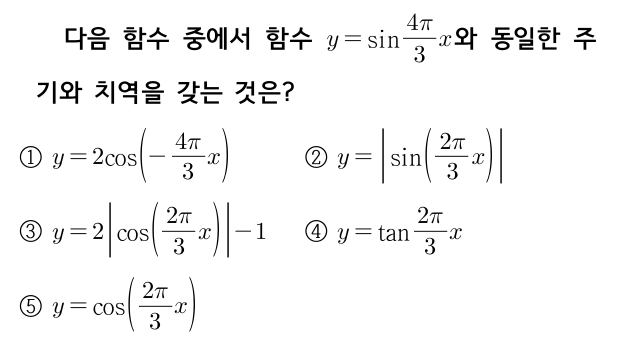 다음 함수 중에서 함수 $y=\sin\frac{4\pi}{3}x$와 동일한 주
기와 치역을 갖는 것은?
① $y=2\cos\left(-\frac{4\pi}{3}x\right)$ ② $y=\left|\sin\left(\frac{2\pi}{3}x\right)\right|$
③ $y=2\left|\cos\left(\frac{2\pi}{3}x\right)\right|-1$ ④ $y=\tan\frac{2\pi}{3}x$
⑤ $y=\cos\left(\frac{2\pi}{3}x\right)$